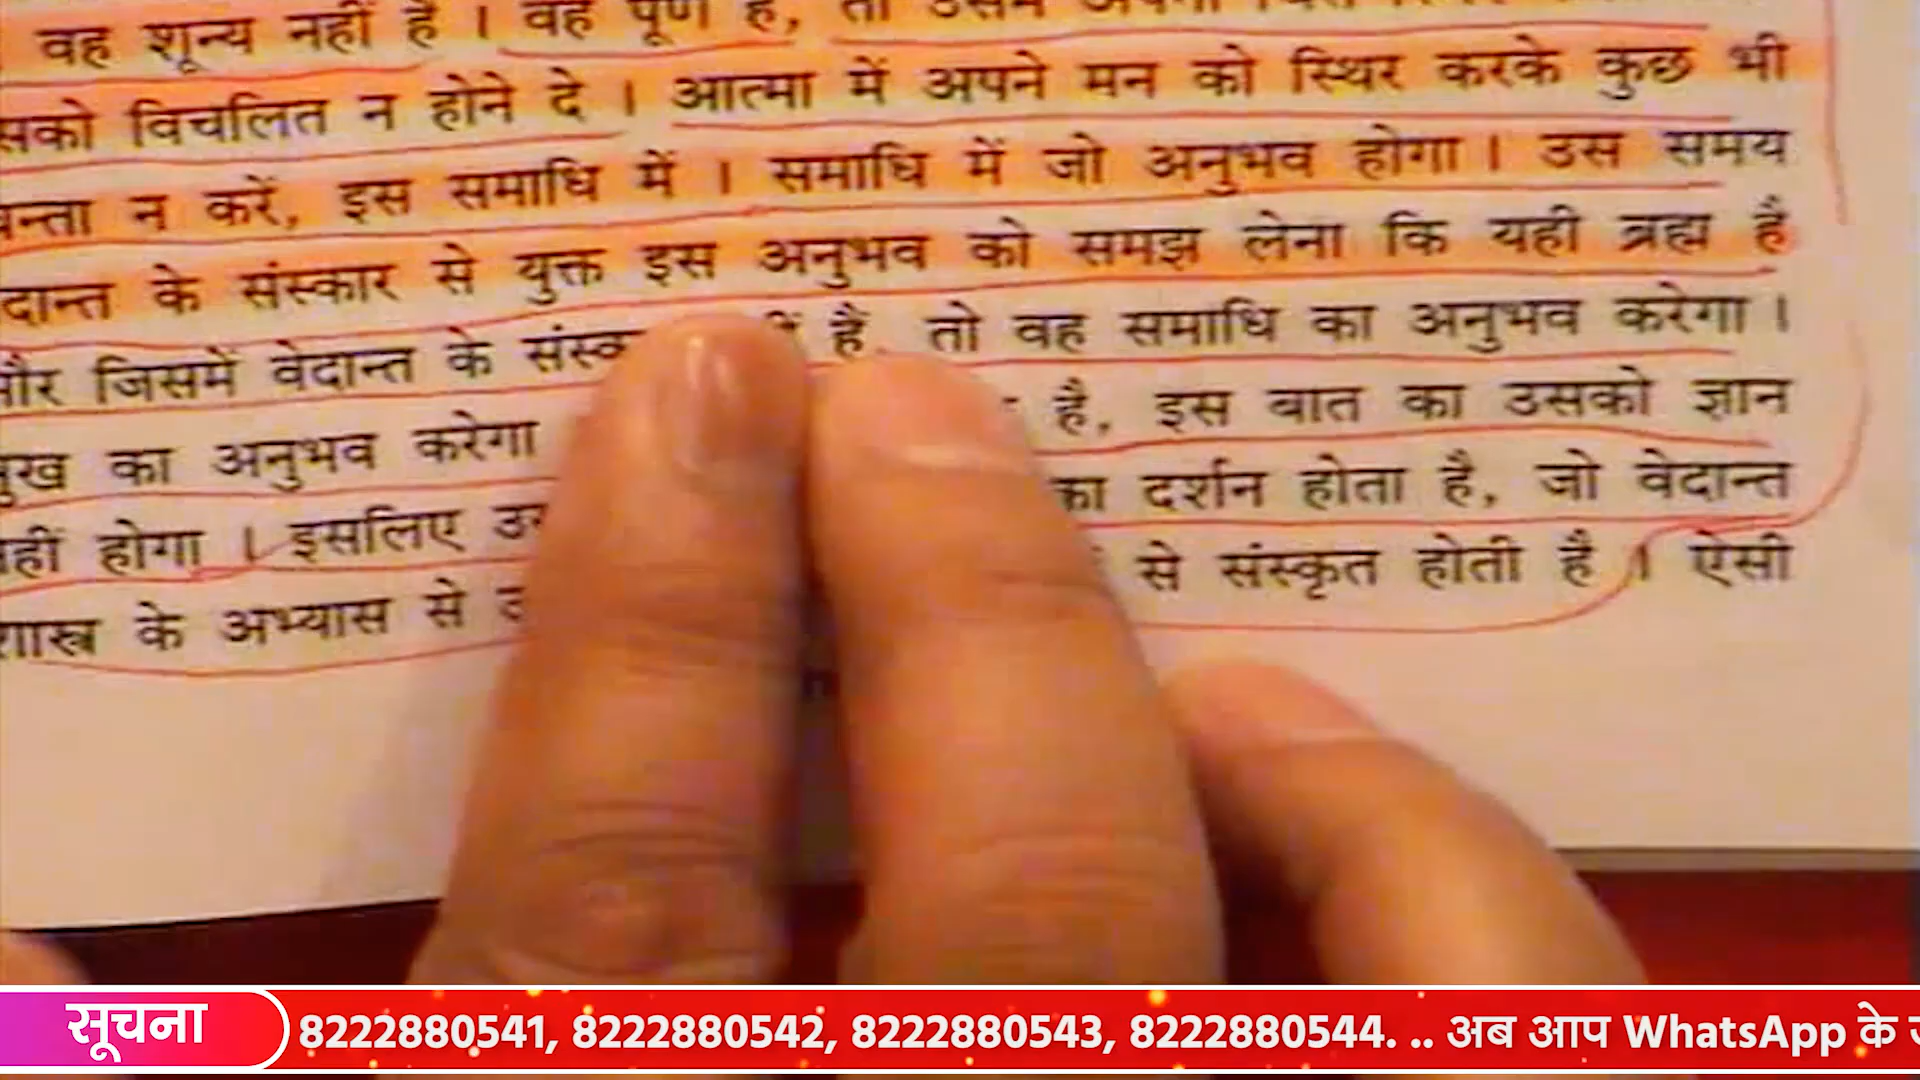 वह शून्य नहीं है । वह पूर्ण है, तो उसमें
विचलित न होने दे । आत्मा में अपने मन को स्थिर करके कुछ भी
न करें, इस समाधि में । समाधि में जो अनुभव होगा । उस समय
के संस्कार से युक्त इस अनुभव को समझ लेना कि यही ब्रह्म है
जिसमें वेदान्त के है, तो वह समाधि का अनुभव करेगा ।
का अनुभव करेगा है, इस बात का उसको ज्ञान
होगा । इसलिए का दर्शन होता है, जो वेदान्त
के अभ्यास से से संस्कृत होती है । ऐसी
सूचना 8222880541, 8222880542, 8222880543, 8222880544. .. अब आप WhatsApp के